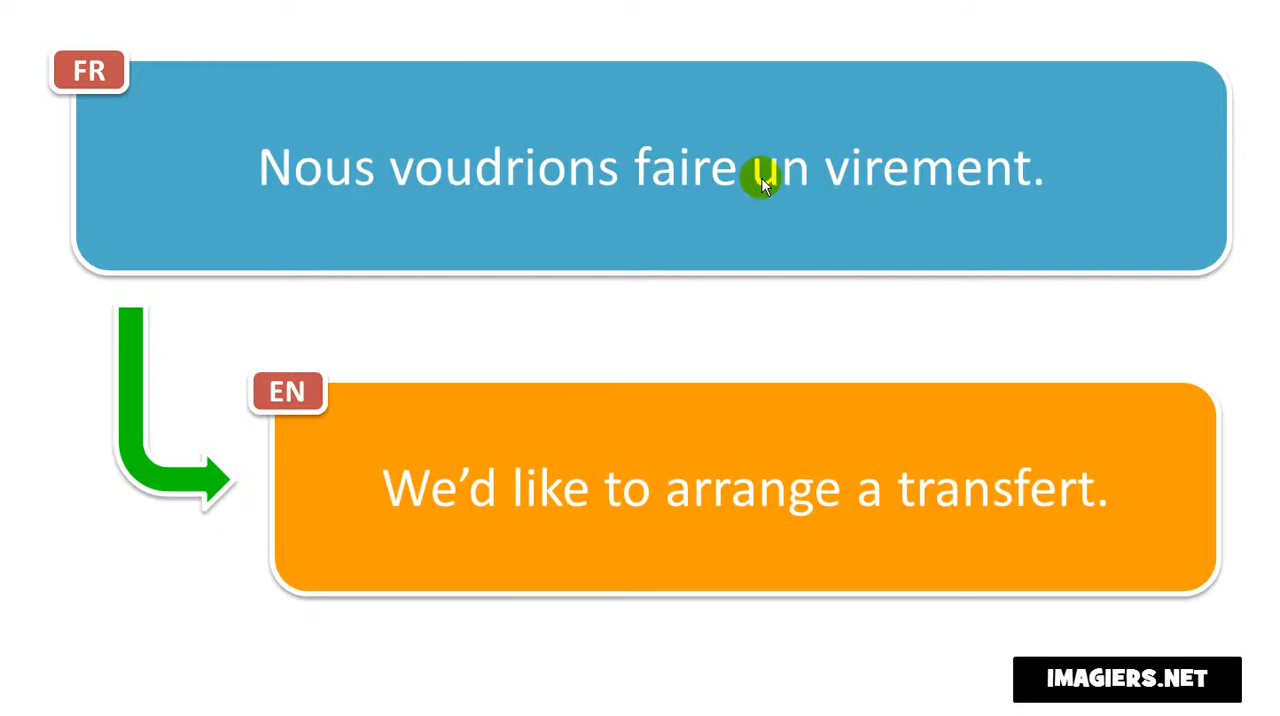 FR
Nous voudrions faire un virement.
EN
We’d like to arrange a transfert.
IMAGIERS.NET